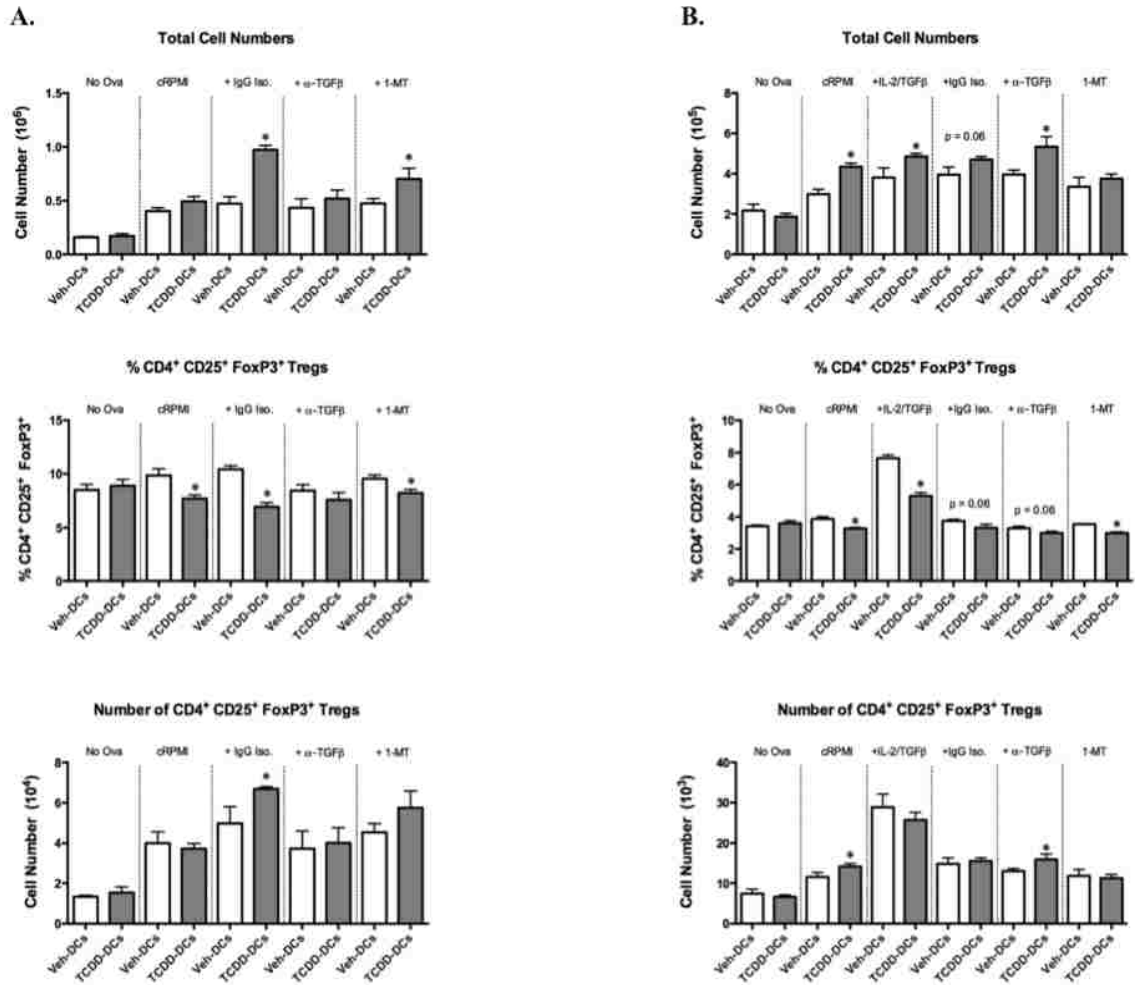 A.
Total Cell Numbers
No Ova cRPMI + IgG Iso. + α-TGFβ + 1-MT
Cell Number (10⁶)
1.5
1.0
0.5
0.0
* *
Veh-DCs TCDD-DCs Veh-DCs TCDD-DCs Veh-DCs TCDD-DCs Veh-DCs TCDD-DCs Veh-DCs TCDD-DCs
% CD4⁺ CD25⁺ FoxP3⁺ Tregs
No Ova cRPMI + IgG Iso. + α-TGFβ + 1-MT
% CD4⁺ CD25⁺ FoxP3⁺
15
10
5
0
* * *
Veh-DCs TCDD-DCs Veh-DCs TCDD-DCs Veh-DCs TCDD-DCs Veh-DCs TCDD-DCs Veh-DCs TCDD-DCs
Number of CD4⁺ CD25⁺ FoxP3⁺ Tregs
No Ova cRPMI + IgG Iso. + α-TGFβ + 1-MT
Cell Number (10⁴)
8
6
4
2
0
*
Veh-DCs TCDD-DCs Veh-DCs TCDD-DCs Veh-DCs TCDD-DCs Veh-DCs TCDD-DCs Veh-DCs TCDD-DCs
B.
Total Cell Numbers
No Ova cRPMI +IL-2/TGFβ +IgG Iso. + α-TGFβ 1-MT
Cell Number (10⁵)
8
6
4
2
0
* * p = 0.06 *
Veh-DCs TCDD-DCs Veh-DCs TCDD-DCs Veh-DCs TCDD-DCs Veh-DCs TCDD-DCs Veh-DCs TCDD-DCs Veh-DCs TCDD-DCs
% CD4⁺ CD25⁺ FoxP3⁺ Tregs
No Ova cRPMI +IL-2/TGFβ +IgG Iso. + α-TGFβ 1-MT
% CD4⁺ CD25⁺ FoxP3⁺
10
8
6
4
2
0
* * p = 0.06 p = 0.06 *
Veh-DCs TCDD-DCs Veh-DCs TCDD-DCs Veh-DCs TCDD-DCs Veh-DCs TCDD-DCs Veh-DCs TCDD-DCs Veh-DCs TCDD-DCs
Number of CD4⁺ CD25⁺ FoxP3⁺ Tregs
No Ova cRPMI +IL-2/TGFβ +IgG Iso. + α-TGFβ 1-MT
Cell Number (10³)
40
30
20
10
0
* *
Veh-DCs TCDD-DCs Veh-DCs TCDD-DCs Veh-DCs TCDD-DCs Veh-DCs TCDD-DCs Veh-DCs TCDD-DCs Veh-DCs TCDD-DCs